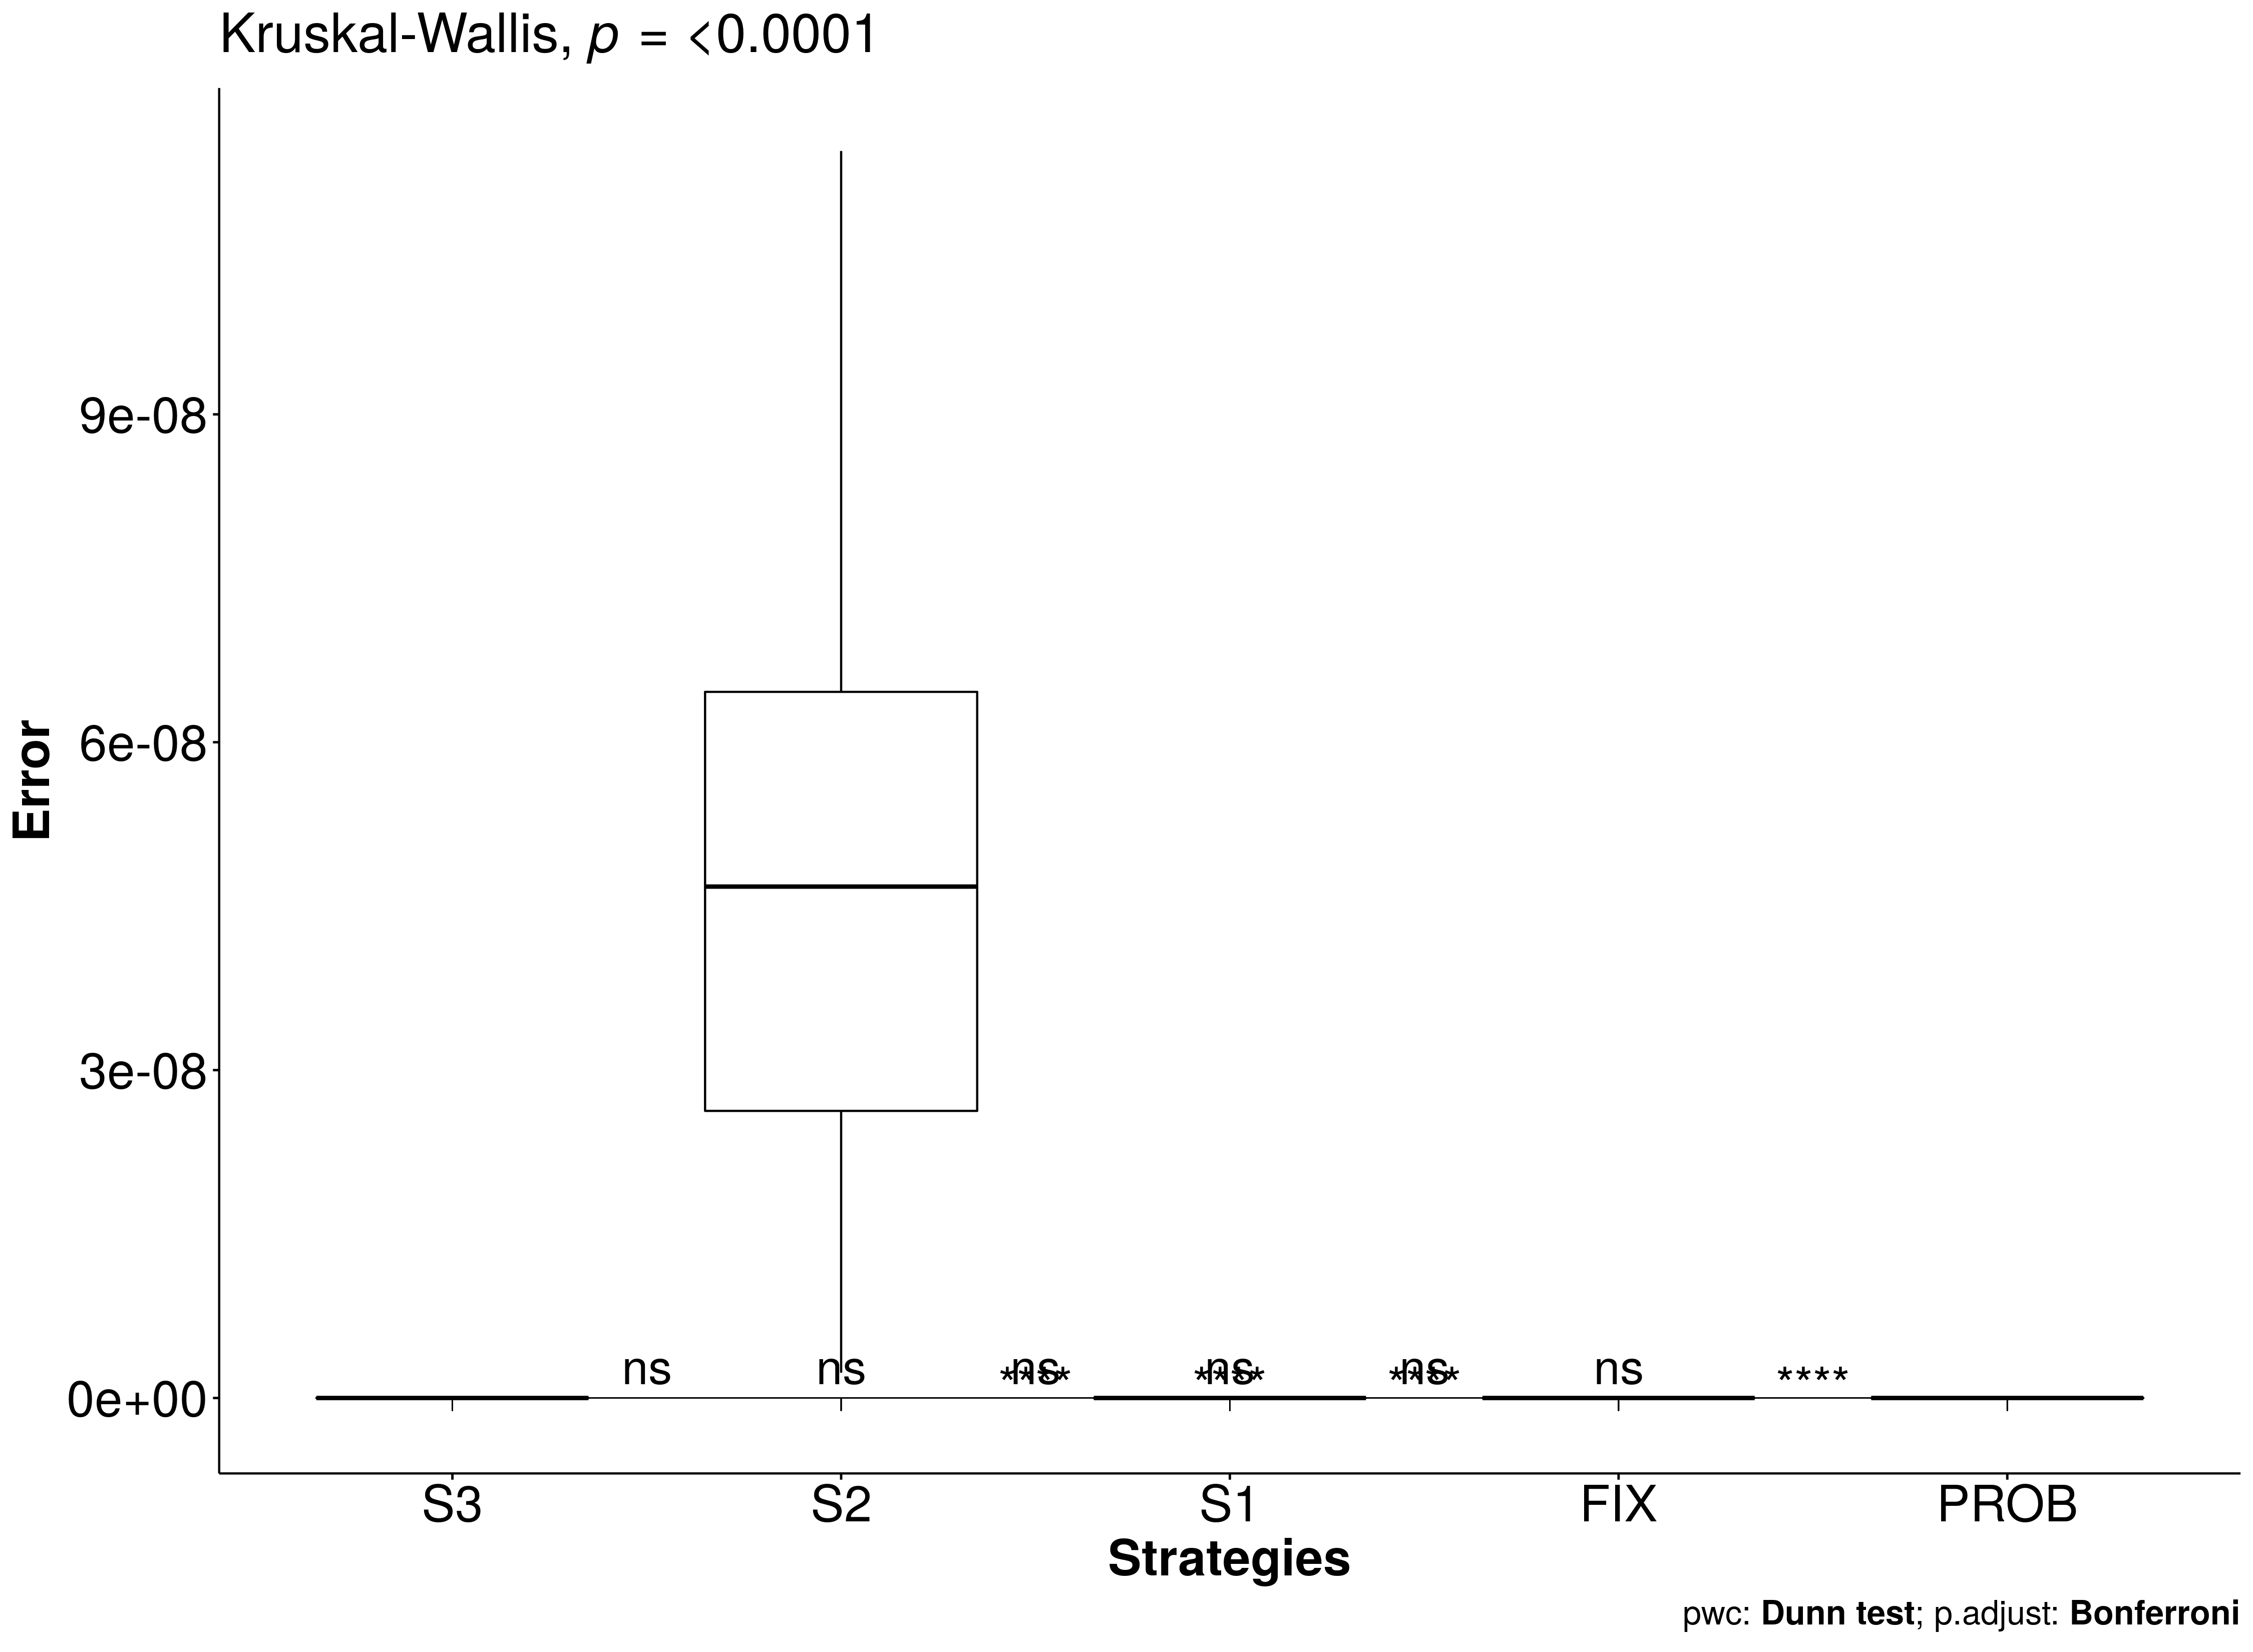 Kruskal-Wallis, p = <0.0001
Error
9e-08
6e-08
3e-08
0e+00
ns ns ns **** ns **** ns **** ns ****
S3 S2 S1 FIX PROB
Strategies
pwc: Dunn test; p.adjust: Bonferroni